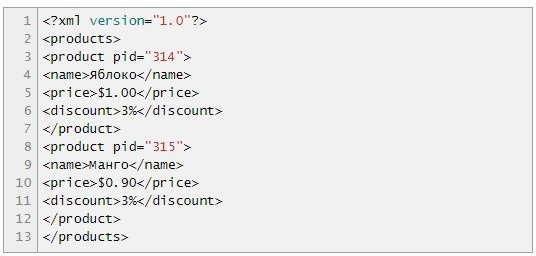 1 <?xml version="1.0"?>
2 <products>
3 <product pid="314">
4 <name>Яблоко</name>
5 <price>$1.00</price>
6 <discount>3%</discount>
7 </product>
8 <product pid="315">
9 <name>Манго</name>
10 <price>$0.90</price>
11 <discount>3%</discount>
12 </product>
13 </products>